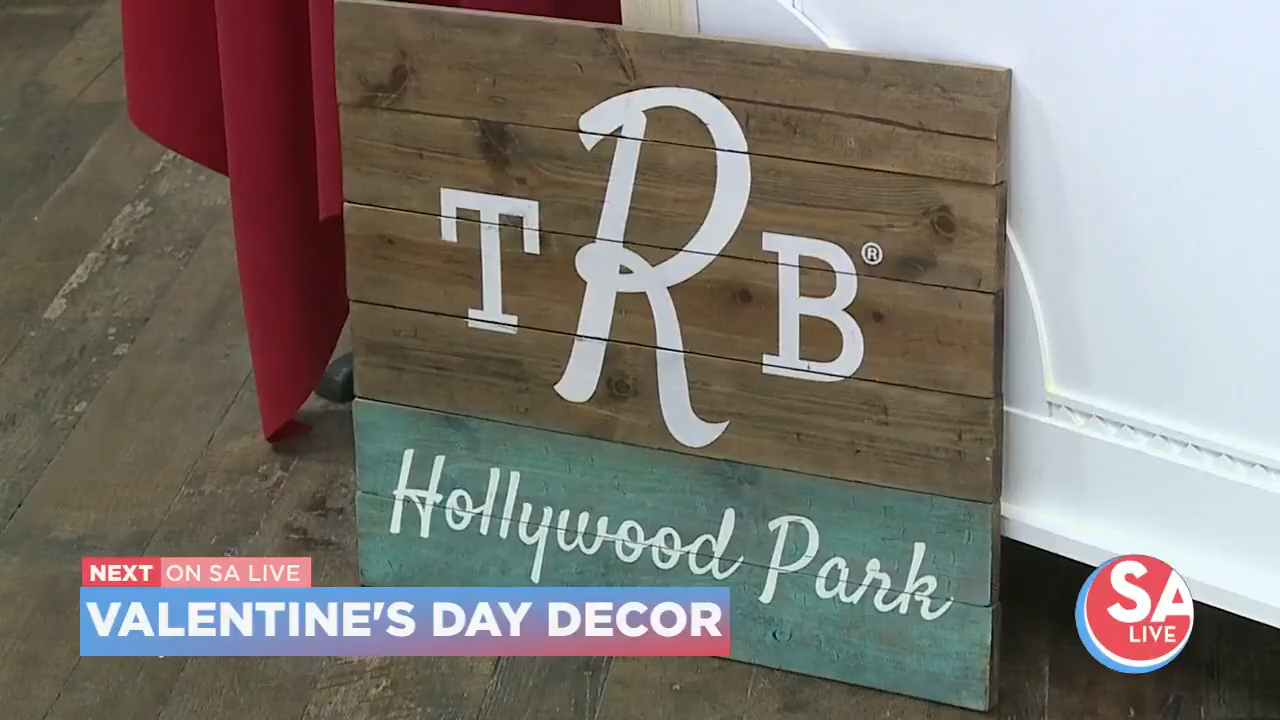 TRB®
Hollywood Park
NEXT ON SA LIVE
VALENTINE'S DAY DECOR
SA
LIVE